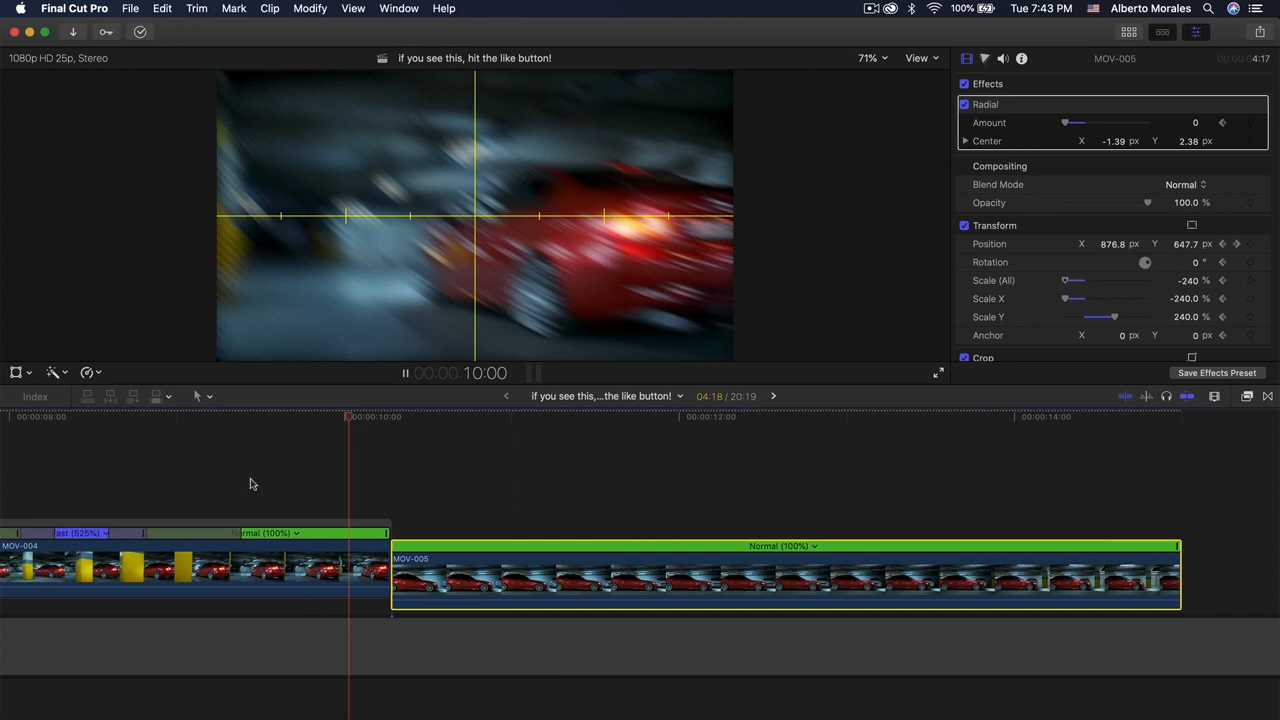 Final Cut Pro File Edit Trim Mark Clip Modify View Window Help 100% Tue 7:43 PM Alberto Morales
1080p HD 25p, Stereo if you see this, hit the like button! 71% View MOV-005 00:00:04:17
Effects
Radial
Amount 0
Center X -1.39 px Y 2.38 px
Compositing
Blend Mode Normal
Opacity 100.0 %
Transform
Position X 876.8 px Y 647.7 px
Rotation 0 °
Scale (All) -240 %
Scale X -240.0 %
Scale Y 240.0 %
Anchor X 0 px Y 0 px
Crop
00:00:10:00 Save Effects Preset
Index if you see this,...the like button! 04:18 / 20:19
00:00:08:00 00:00:10:00 00:00:12:00 00:00:14:00
ast (525%) rmal (100%)
MOV-004 Normal (100%)
MOV-005